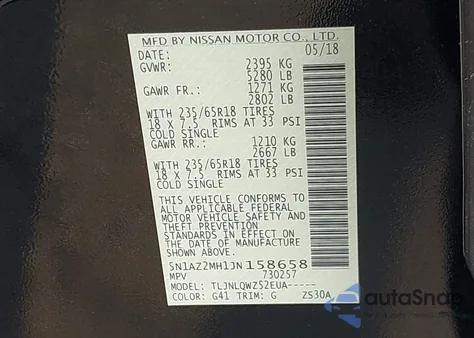 MFD BY NISSAN MOTOR CO., LTD.
DATE: 05/18
GVWR: 2395 KG
5280 LB
GAWR FR.: 1271 KG
2802 LB
WITH 235/65R18 TIRES
18 x 7.5 RIMS AT 33 PSI
COLD SINGLE
GAWR RR.: 1210 KG
2667 LB
WITH 235/65R18 TIRES
18 x 7.5 RIMS AT 33 PSI
COLD SINGLE
THIS VEHICLE CONFORMS TO
ALL APPLICABLE FEDERAL
MOTOR VEHICLE SAFETY AND
THEFT PREVENTION
STANDARDS IN EFFECT ON
THE DATE OF MANUFACTURE
SHOWN ABOVE.
5N1AZ2MH1JN158658
MPV 730257
MODEL: TLJNLQWZ52EUA-----
COLOR: G41 TRIM: G ZS30A
autoSnap